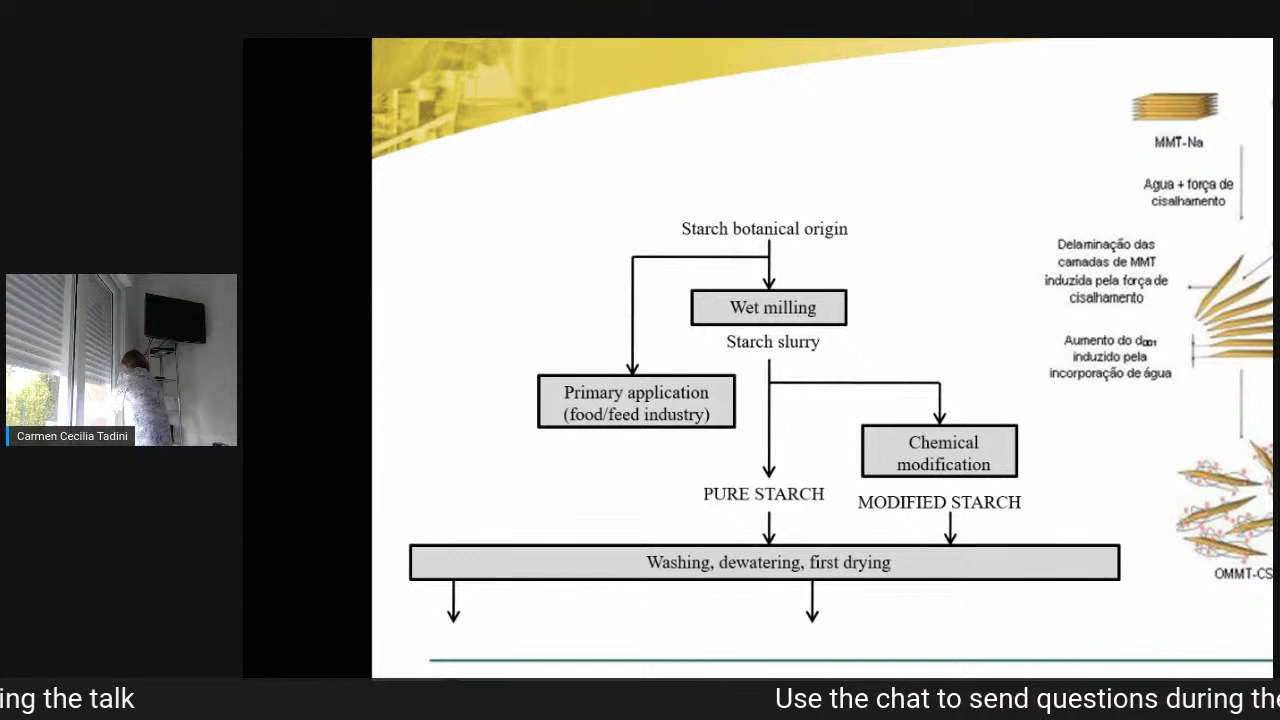 MMT-Na
Agua + força de
cisalhamento
Starch botanical origin
Delaminação das
camadas de MMT
induzida pela força de
cisalhamento
Wet milling
Starch slurry
Aumento do d001
induzido pela
incorporação de água
Primary application
(food/feed industry)
Chemical
modification
PURE STARCH
MODIFIED STARCH
Washing, dewatering, first drying
OMMT-CS
Carmen Cecilia Tadini
ing the talk
Use the chat to send questions during the